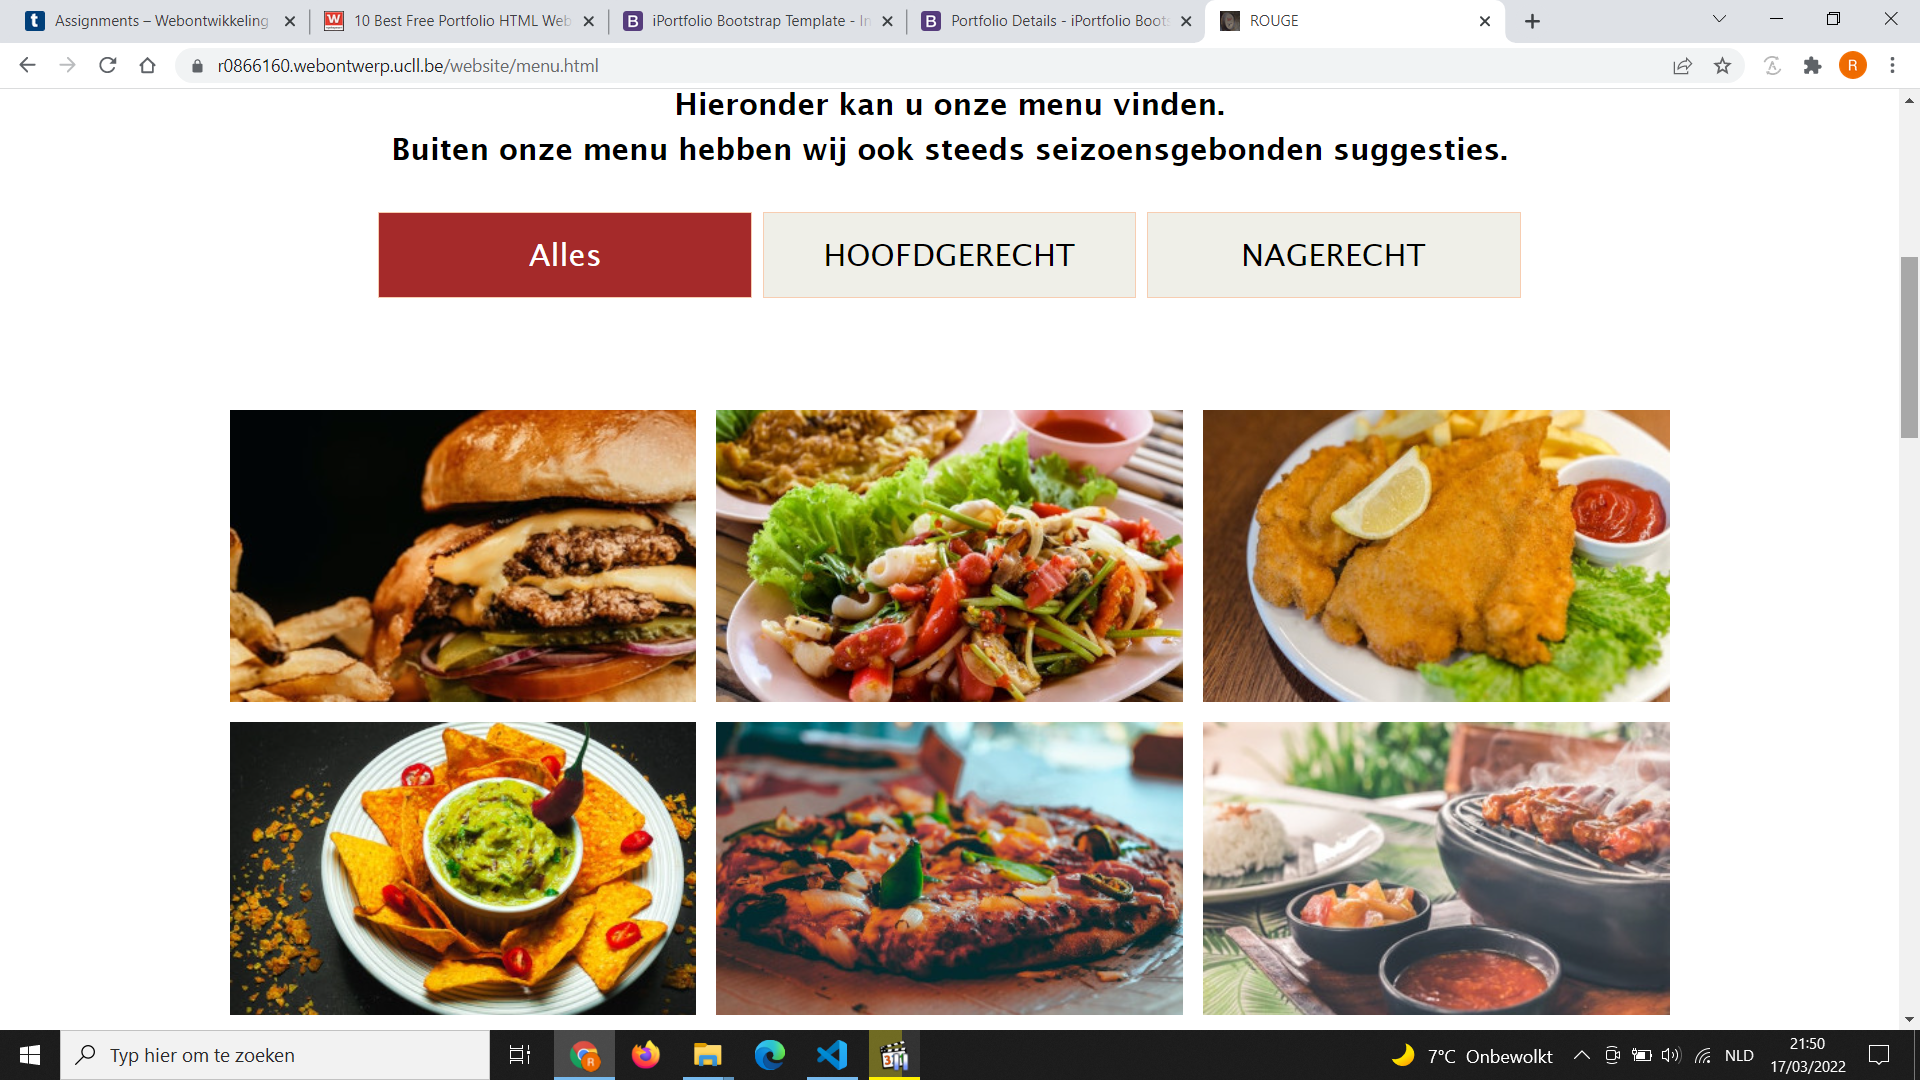 Assignments – Webontwikkeling
10 Best Free Portfolio HTML Web
iPortfolio Bootstrap Template - In
Portfolio Details - iPortfolio Boots
ROUGE
r0866160.webontwerp.ucll.be/website/menu.html
R
Hieronder kan u onze menu vinden.
Buiten onze menu hebben wij ook steeds seizoensgebonden suggesties.
Alles
HOOFDGERECHT
NAGERECHT
Typ hier om te zoeken
7°C Onbewolkt
NLD
21:50
17/03/2022